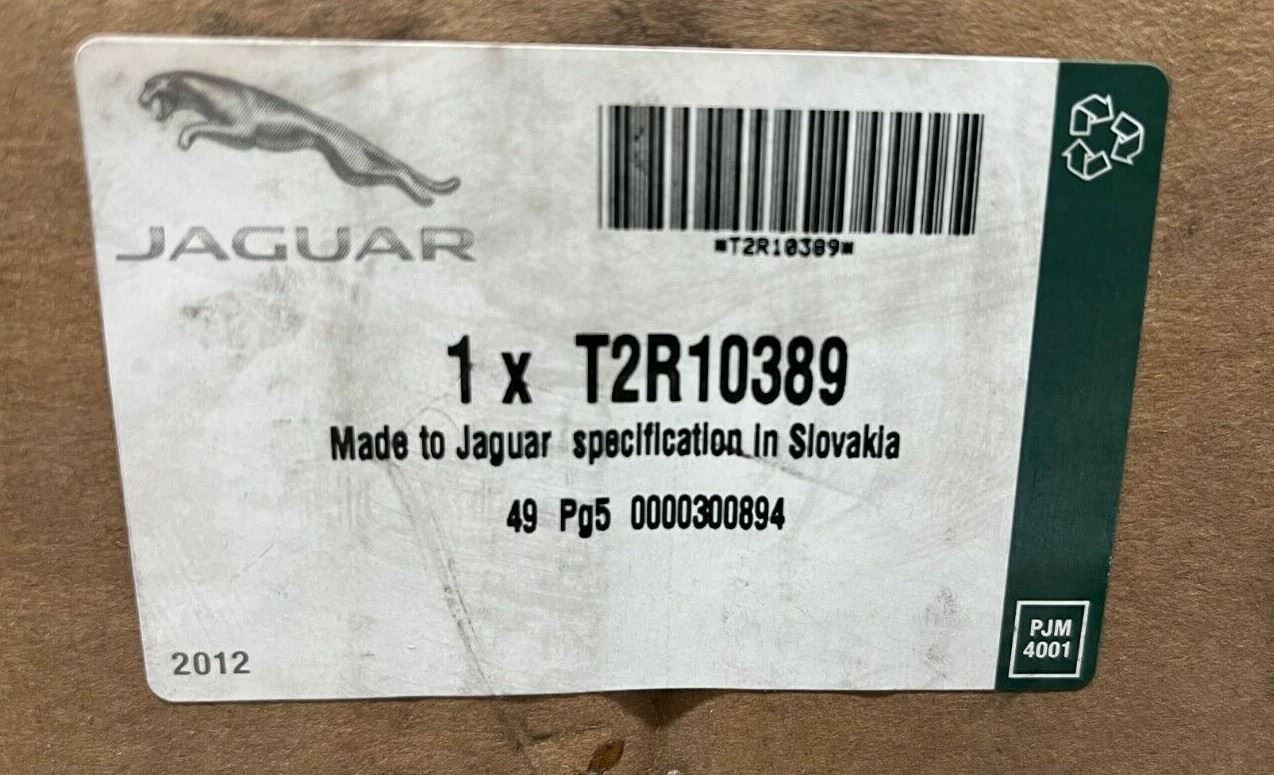 JAGUAR
*T2R10389*
1 x T2R10389
Made to Jaguar specification in Slovakia
49 Pg5 0000300894
2012
PJM
4001